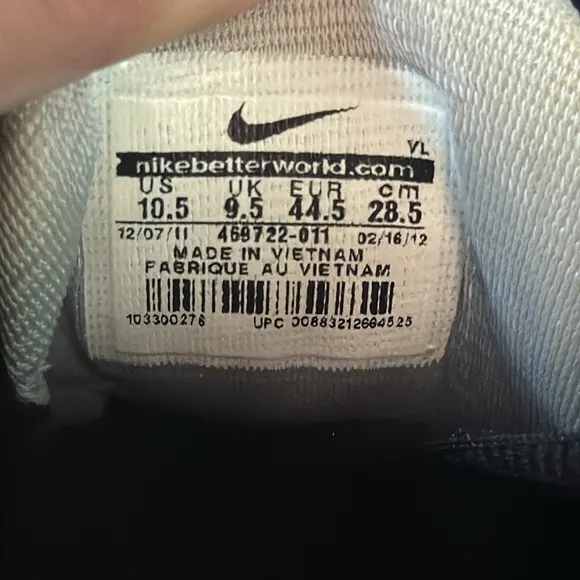 YL
nikebetterworld.com
US UK EUR cm
10.5 9.5 44.5 28.5
12/07/11 469722-011 02/16/12
MADE IN VIETNAM
FABRIQUE AU VIETNAM
103300276 UPC 00883212664525